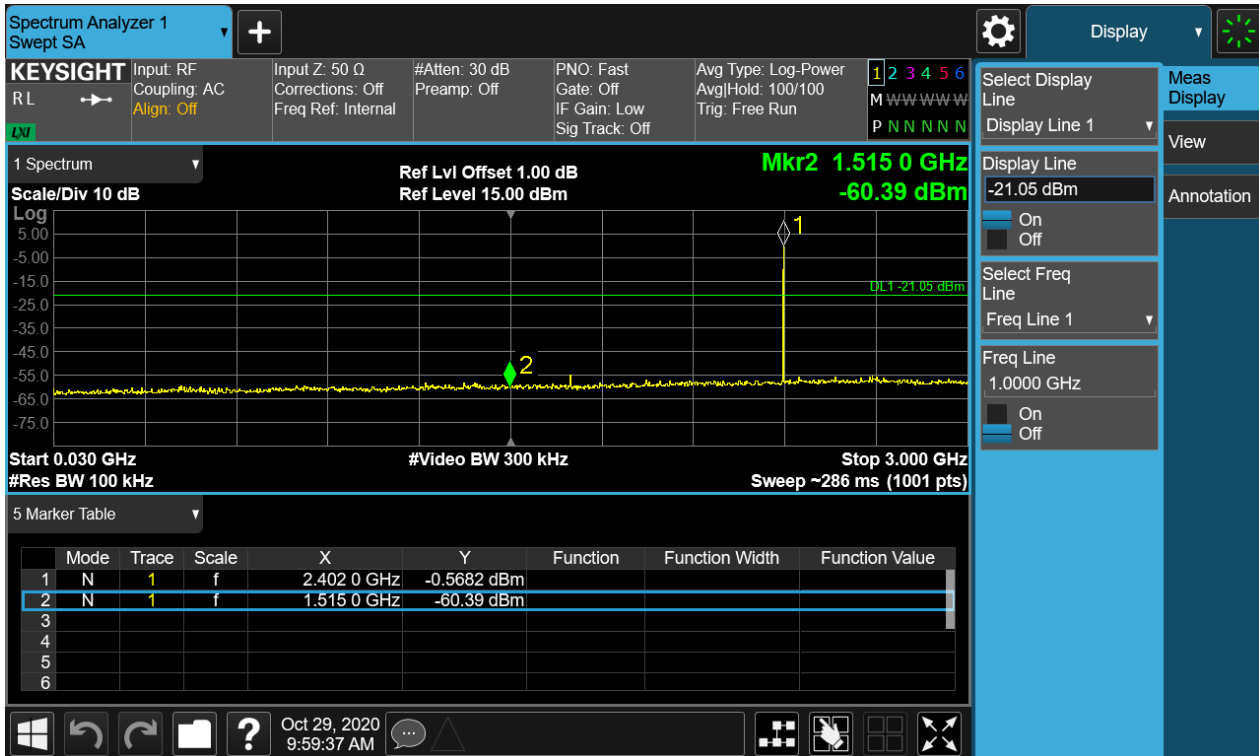 Spectrum Analyzer 1
Swept SA
Display
KEYSIGHT
R L
LXI
Input: RF
Coupling: AC
Align: Off
Input Z: 50 Ω
Corrections: Off
Freq Ref: Internal
#Atten: 30 dB
Preamp: Off
PNO: Fast
Gate: Off
IF Gain: Low
Sig Track: Off
Avg Type: Log-Power
Avg|Hold: 100/100
Trig: Free Run
1 2 3 4 5 6
M W W W W W
P N N N N N
1 Spectrum
Scale/Div 10 dB
Ref Lvl Offset 1.00 dB
Ref Level 15.00 dBm
Mkr2 1.515 0 GHz
-60.39 dBm
Log
5.00
-5.00
-15.0
-25.0
-35.0
-45.0
-55.0
-65.0
-75.0
1
DL1 -21.05 dBm
2
Start 0.030 GHz
#Video BW 300 kHz
Stop 3.000 GHz
#Res BW 100 kHz
Sweep ~286 ms (1001 pts)
5 Marker Table
Mode Trace Scale X Y Function Function Width Function Value
1 N 1 f 2.402 0 GHz -0.5682 dBm
2 N 1 f 1.515 0 GHz -60.39 dBm
3
4
5
6
Select Display
Line
Display Line 1
Display Line
-21.05 dBm
On
Off
Select Freq
Line
Freq Line 1
Freq Line
1.0000 GHz
On
Off
Meas
Display
View
Annotation
?
Oct 29, 2020
9:59:37 AM